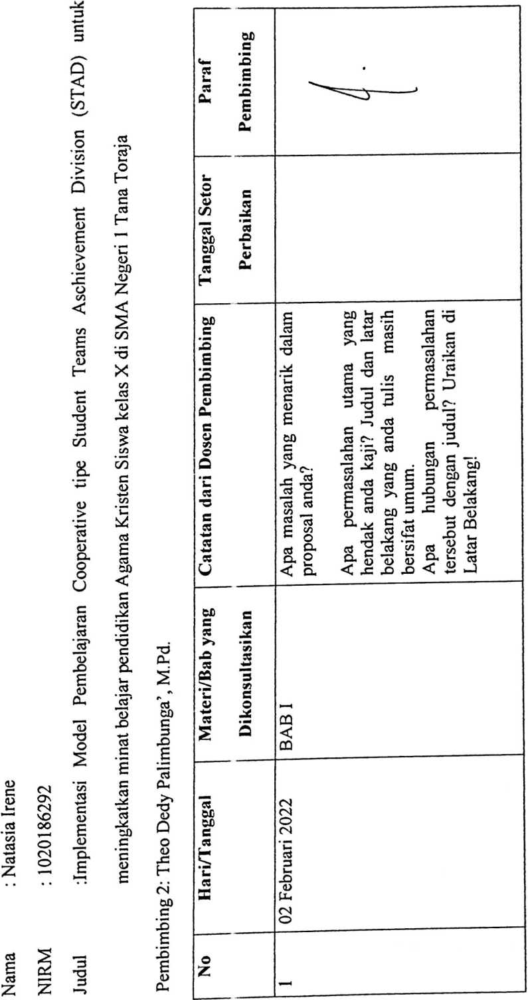 Nama : Natasia Irene
NIRM : 1020186292
Judul :Implementasi Model Pembelajaran Cooperative tipe Student Teams Aschievement Division (STAD) untuk
meningkatkan minat belajar pendidikan Agama Kristen Siswa kelas X di SMA Negeri 1 Tana Toraja
Pembimbing 2: Theo Dedy Palimbunga’, M.Pd.
No
Hari/Tanggal
Materi/Bab yang
Dikonsultasikan
Catatan dari Dosen Pembimbing
Tanggal Setor
Perbaikan
Paraf
Pembimbing
1
02 Februari 2022
BAB I
Apa masalah yang menarik dalam
proposal anda?
Apa permasalahan utama yang
hendak anda kaji? Judul dan latar
belakang yang anda tulis masih
bersifat umum.
Apa hubungan permasalahan
tersebut dengan judul? Uraikan di
Latar Belakang!